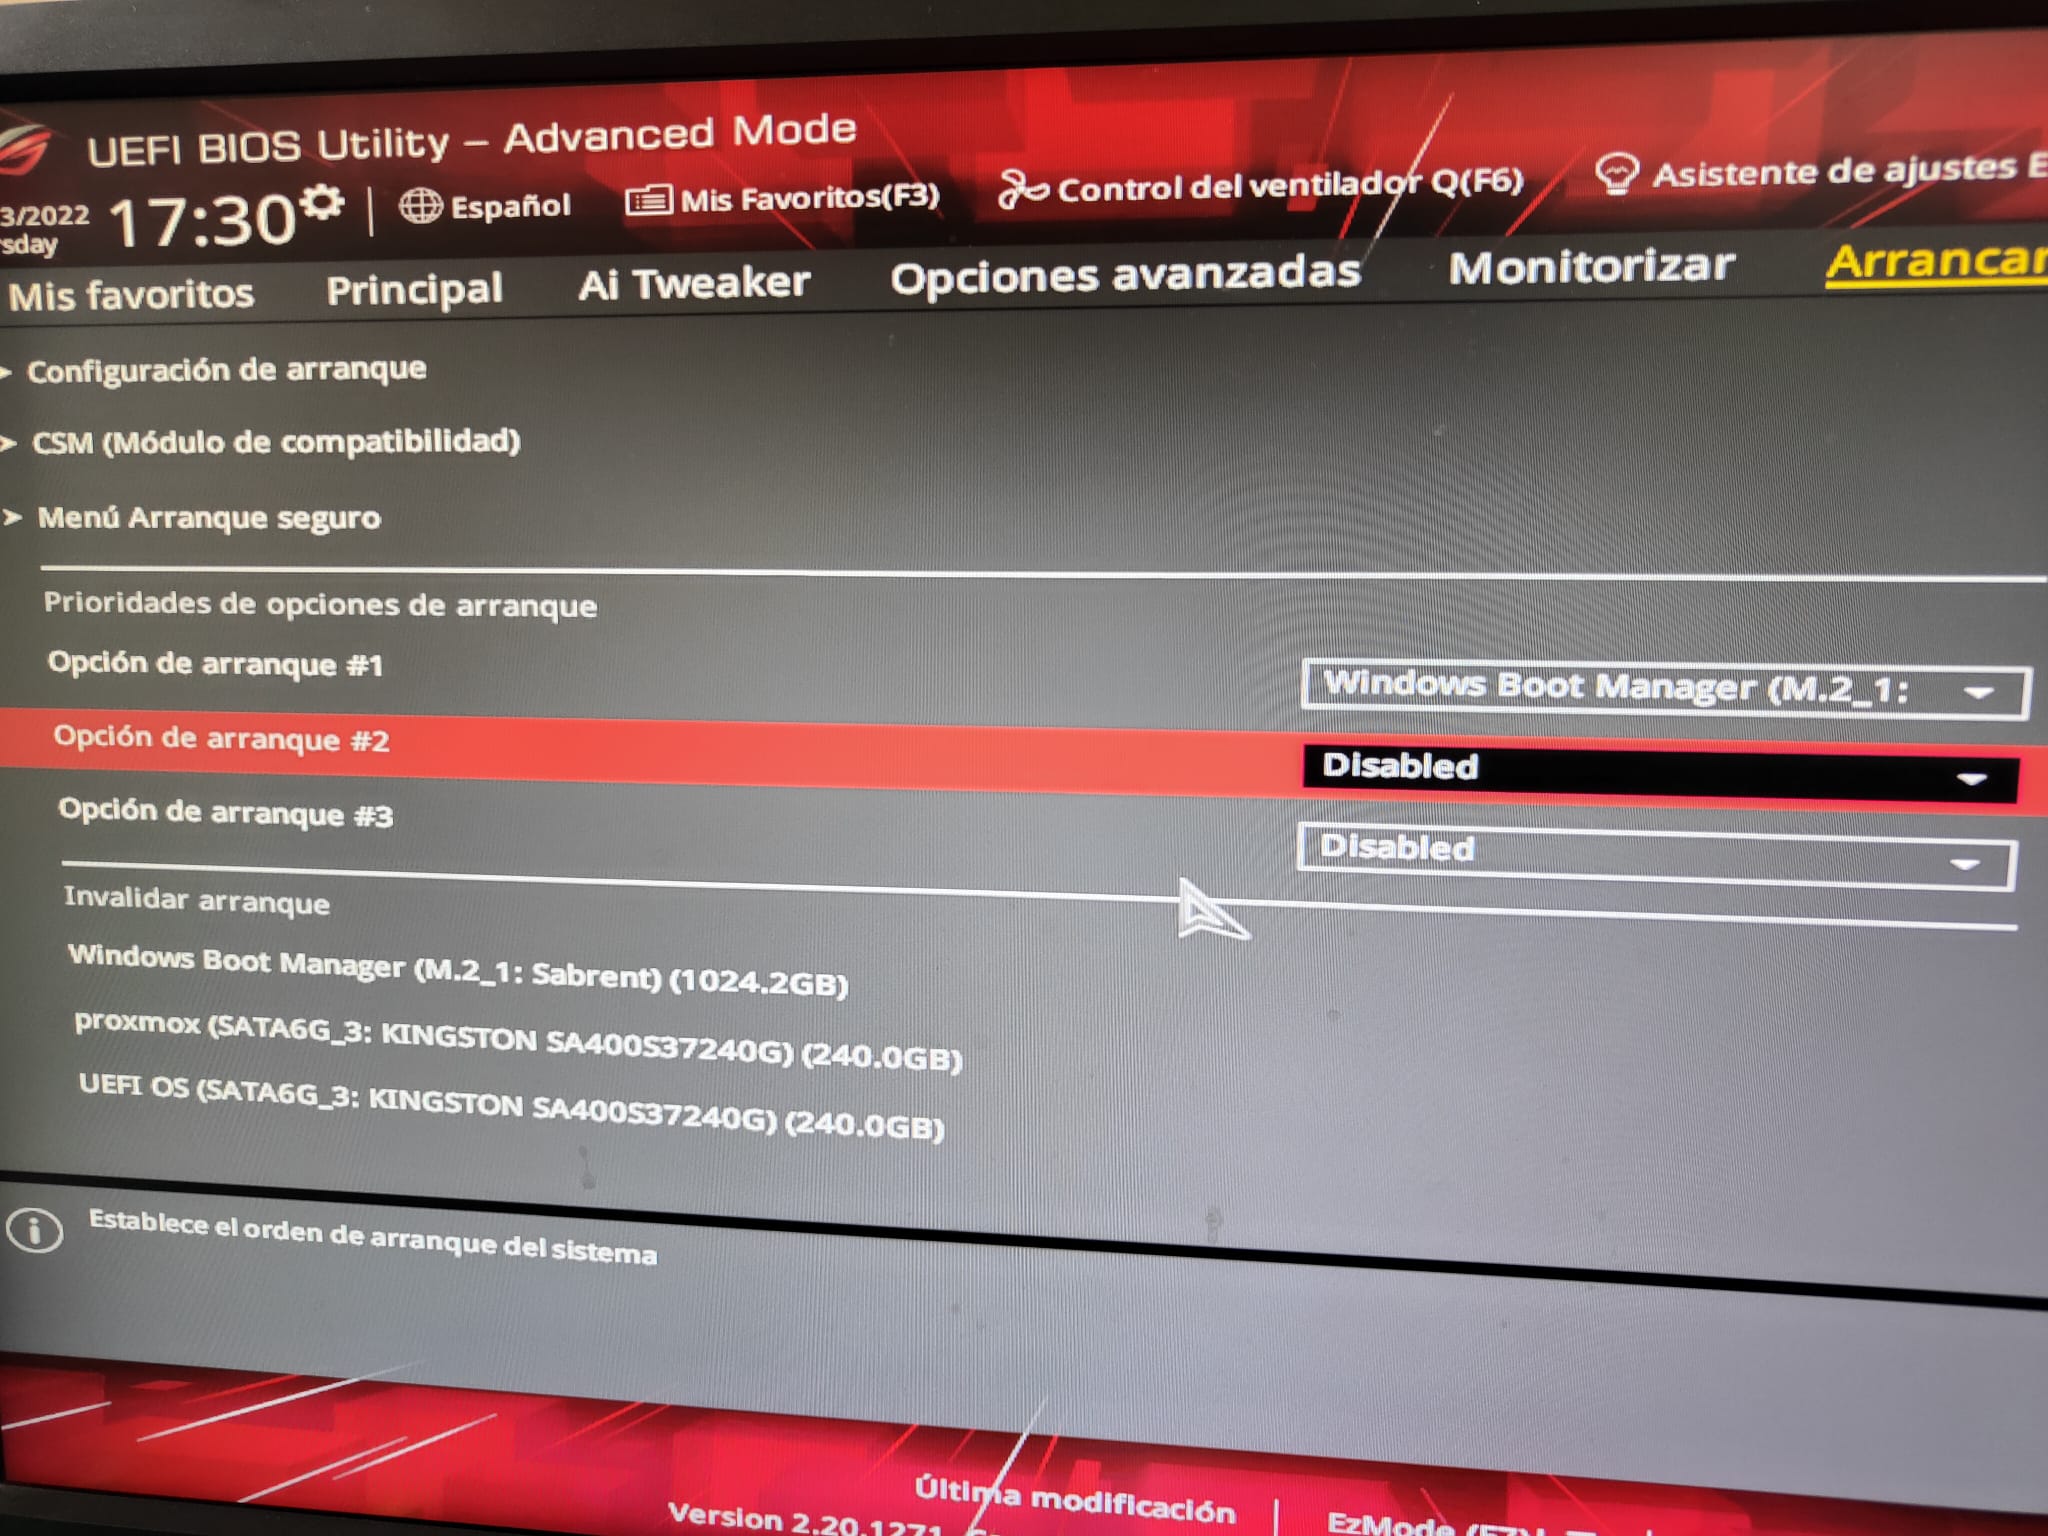 UEFI BIOS Utility – Advanced Mode
3/2022
sday
17:30
Español
Mis Favoritos(F3)
Control del ventilador Q(F6)
Asistente de ajustes E
Mis favoritos
Principal
Ai Tweaker
Opciones avanzadas
Monitorizar
Arrancar
Configuración de arranque
CSM (Módulo de compatibilidad)
Menú Arranque seguro
Prioridades de opciones de arranque
Opción de arranque #1
Windows Boot Manager (M.2_1:
Opción de arranque #2
Disabled
Opción de arranque #3
Disabled
Invalidar arranque
Windows Boot Manager (M.2_1: Sabrent) (1024.2GB)
proxmox (SATA6G_3: KINGSTON SA400S37240G) (240.0GB)
UEFI OS (SATA6G_3: KINGSTON SA400S37240G) (240.0GB)
Establece el orden de arranque del sistema
Última modificación
EzMode (F7)
Version 2.20.1271.